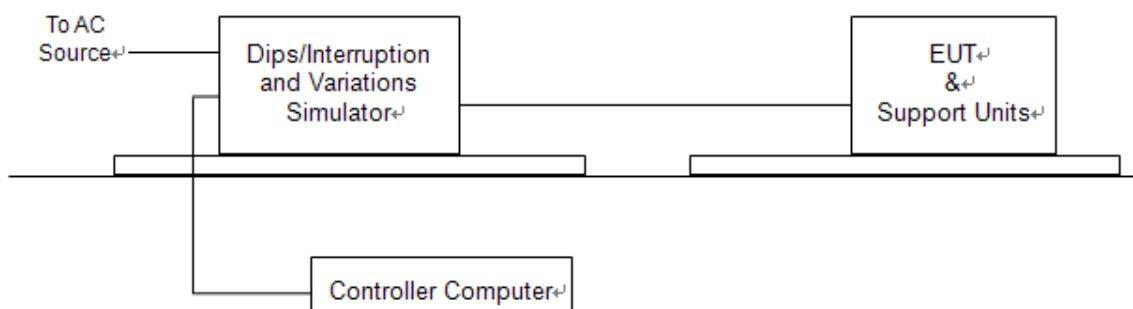 To AC
Source↵
Dips/Interruption
and Variations
Simulator↵
EUT↵
&↵
Support Units↵
Controller Computer↵